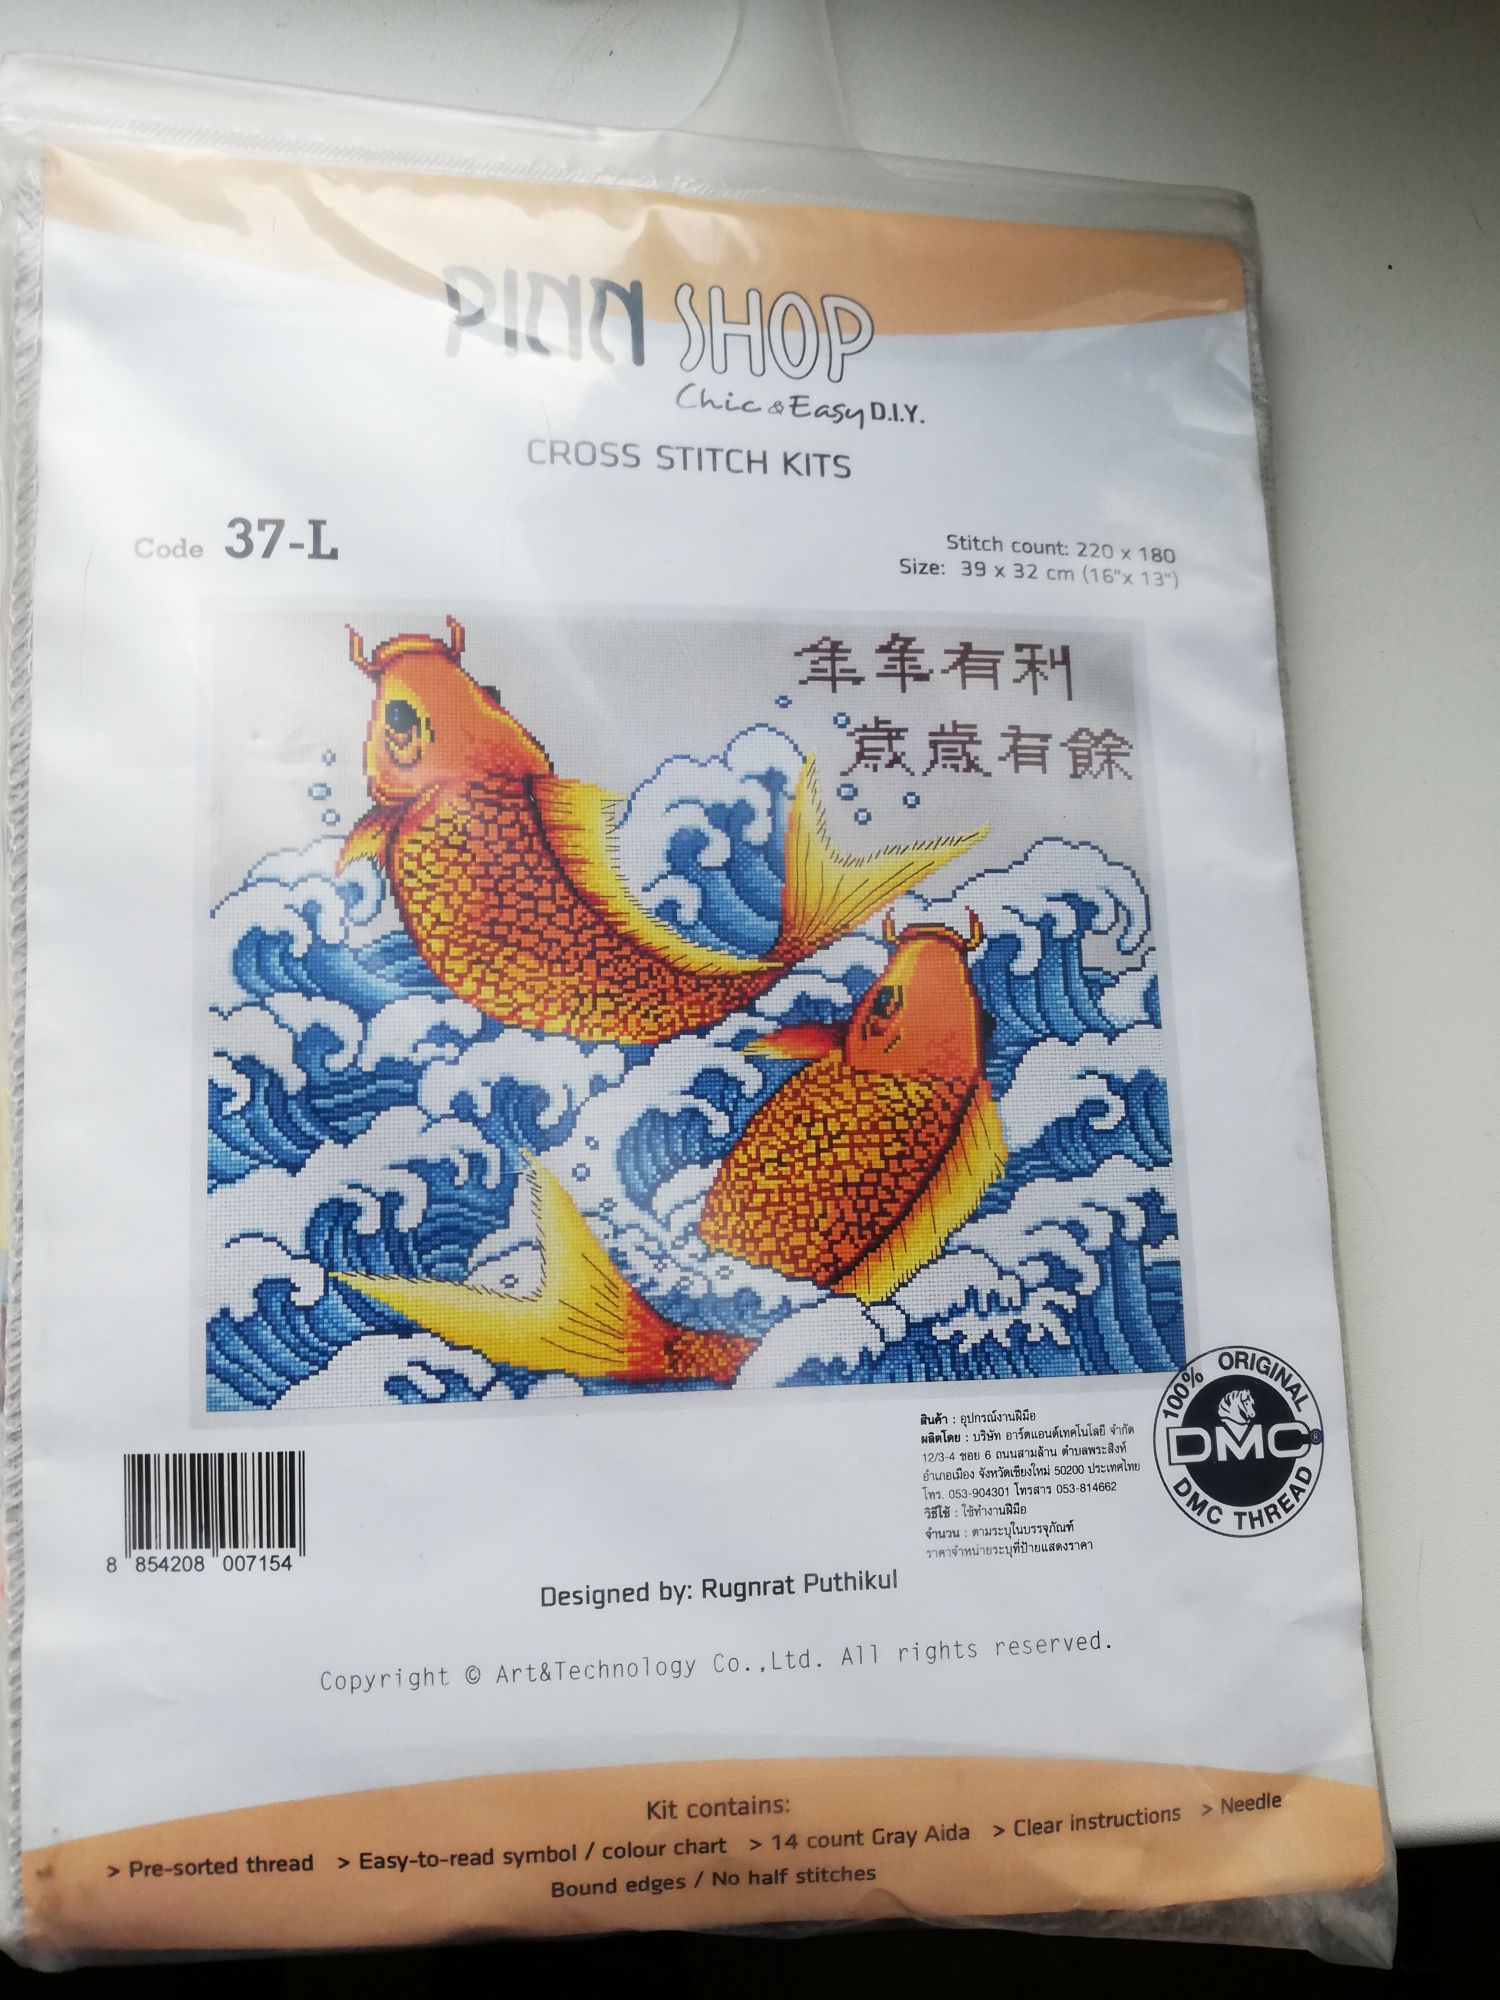 PINN SHOP
Chic & Easy D.I.Y.
CROSS STITCH KITS
Code 37-L
Stitch count: 220 x 180
Size: 39 x 32 cm (16"x 13")
年年有利
歲歲有餘
100% ORIGINAL
DMC®
DMC THREAD
สินค้า : อุปกรณ์งานฝีมือ
ผลิตโดย : บริษัท อาร์ตแอนด์เทคโนโลยี จำกัด
12/3-4 ซอย 6 ถนนสามล้าน ตำบลพระสิงห์
อำเภอเมือง จังหวัดเชียงใหม่ 50200 ประเทศไทย
โทร. 053-904301 โทรสาร 053-814662
วิธีใช้ : ใช้ทำงานฝีมือ
จำนวน : ตามระบุในบรรจุภัณฑ์
ราคาจำหน่ายระบุที่ป้ายแสดงราคา
8 854208 007154
Designed by: Rugnrat Puthikul
Copyright © Art&Technology Co.,Ltd. All rights reserved.
Kit contains:
> Pre-sorted thread > Easy-to-read symbol / colour chart > 14 count Gray Aida > Clear instructions > Needle
Bound edges / No half stitches